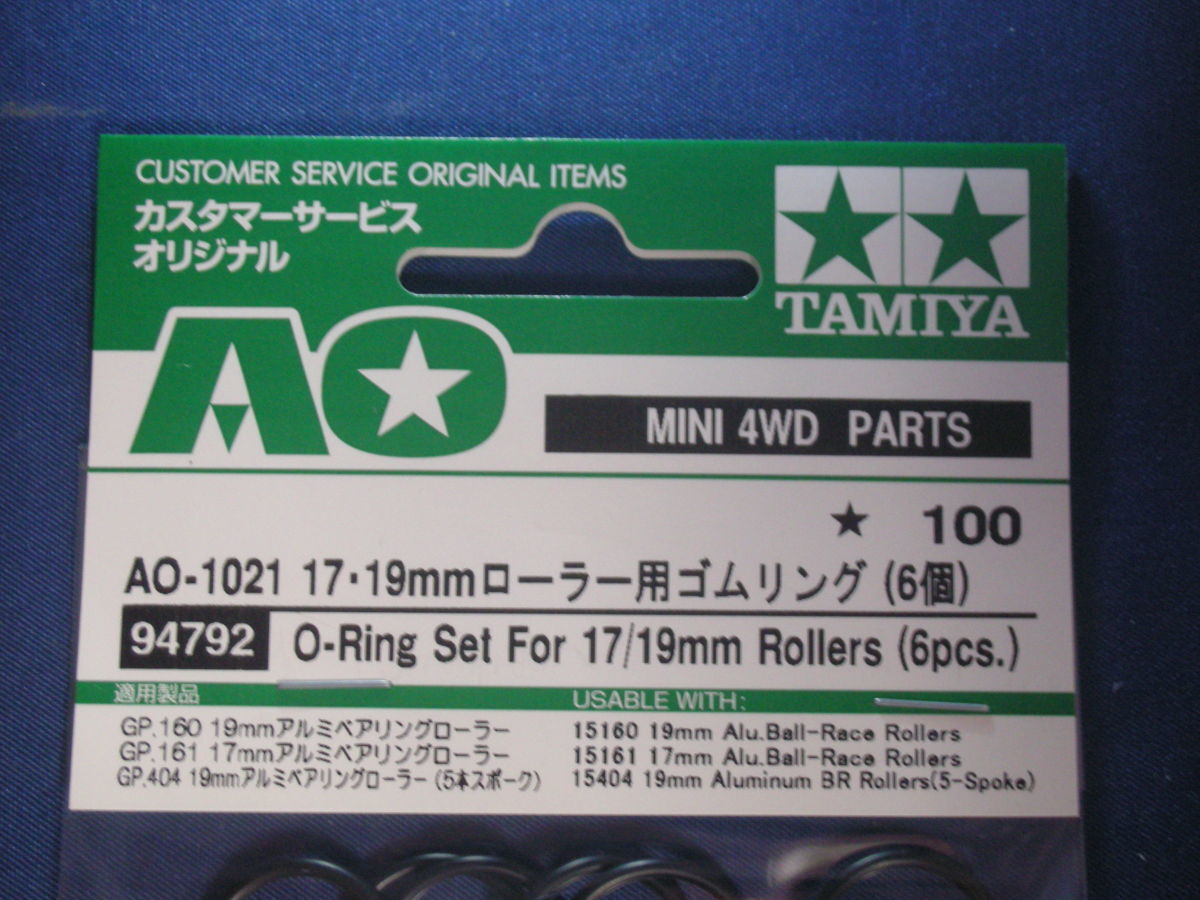 CUSTOMER SERVICE ORIGINAL ITEMS
カスタマーサービス
オリジナル
TAMIYA
AO
MINI 4WD PARTS
★ 100
AO-1021 17・19mmローラー用ゴムリング (6個)
94792 O-Ring Set For 17/19mm Rollers (6pcs.)
適用製品 USABLE WITH:
GP.160 19mmアルミベアリングローラー 15160 19mm Alu.Ball-Race Rollers
GP.161 17mmアルミベアリングローラー 15161 17mm Alu.Ball-Race Rollers
GP.404 19mmアルミベアリングローラー (5本スポーク) 15404 19mm Aluminum BR Rollers(5-Spoke)